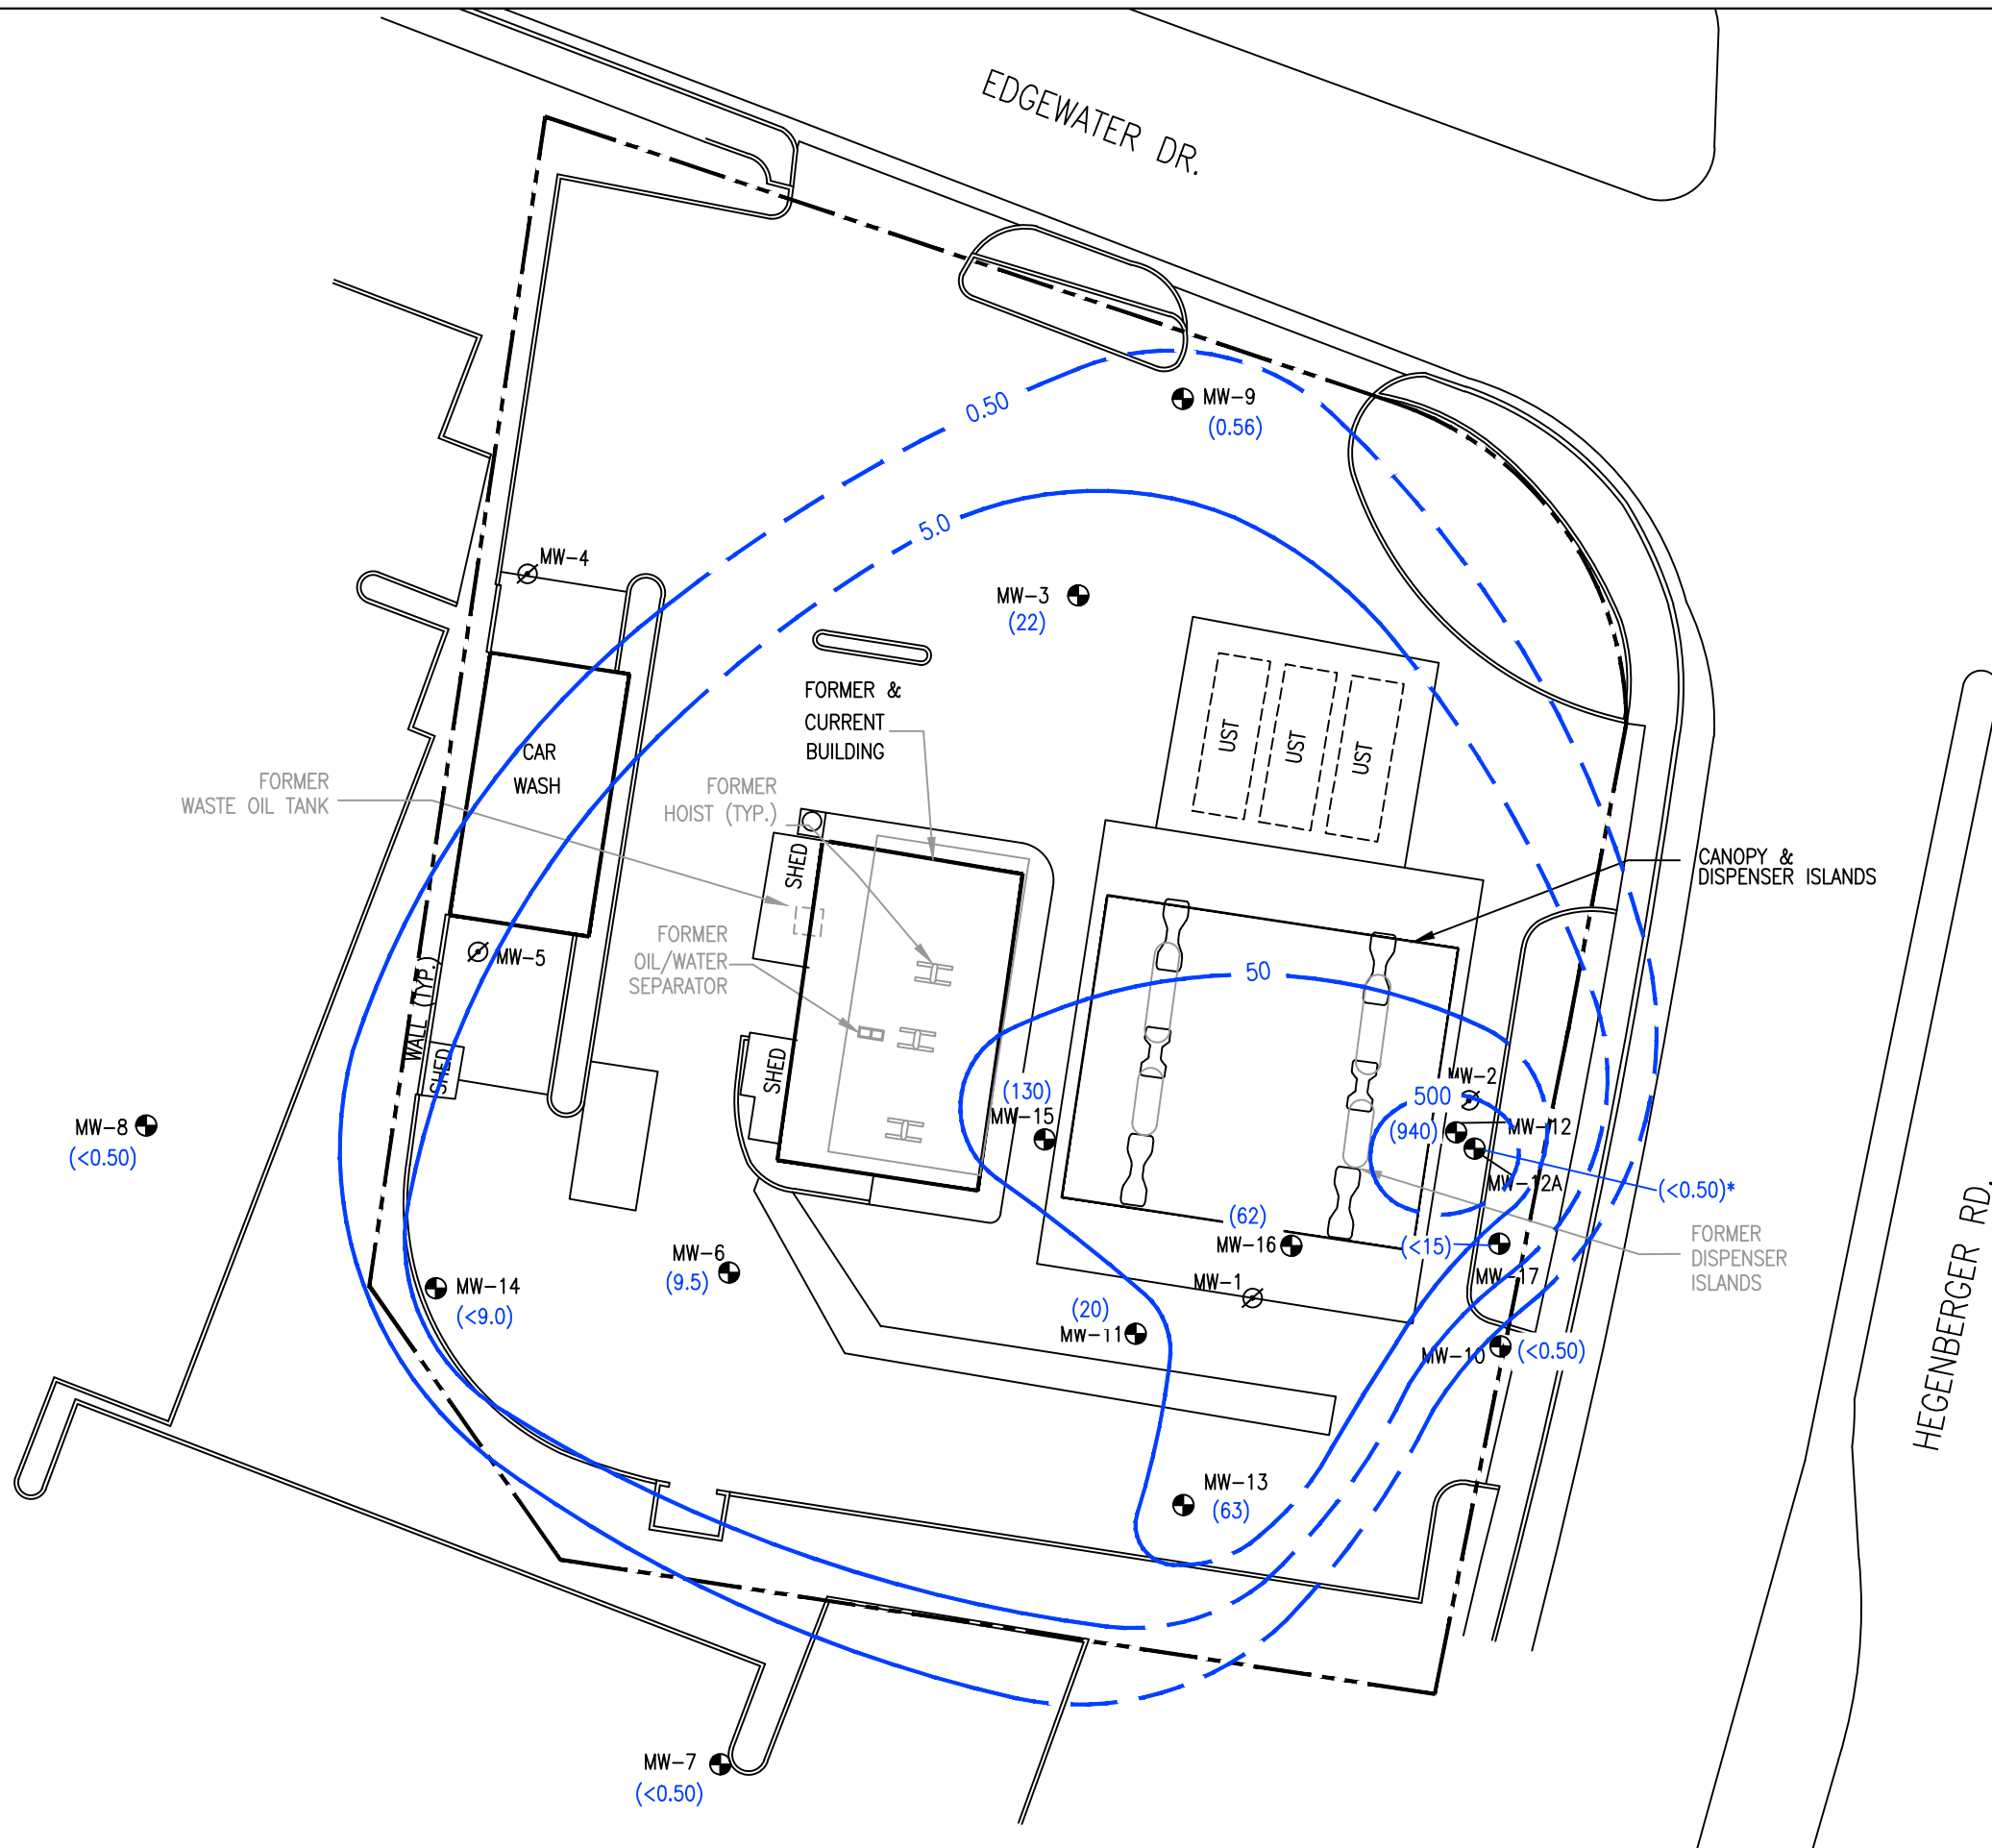 EDGEWATER DR.
0.50
MW-9
(0.56)
5.0
MW-4
MW-3
(22)
FORMER &
CURRENT
BUILDING
UST
UST
UST
CAR
WASH
FORMER
WASTE OIL TANK
FORMER
HOIST (TYP.)
SHED
CANOPY &
DISPENSER ISLANDS
FORMER
OIL/WATER
SEPARATOR
MW-5
WALL (TYP.)
50
SHED
SHED
(130)
MW-15
MW-2
500
(940)
MW-12
MW-12A
(<0.50)*
MW-8
(<0.50)
(62)
MW-16
(<15)
MW-17
FORMER
DISPENSER
ISLANDS
HEGENBERGER RD.
MW-6
(9.5)
MW-14
(<9.0)
MW-1
(20)
MW-11
MW-10
(<0.50)
MW-13
(63)
MW-7
(<0.50)